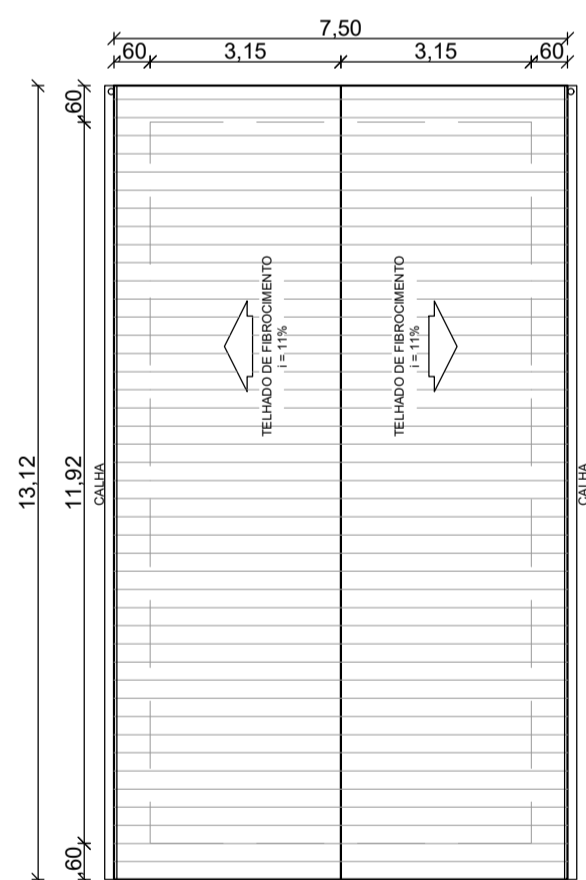 7,50
,60
3,15
3,15
,60
,60
13,12
11,92
CALHA
TELHADO DE FIBROCIMENTO
i = 11%
TELHADO DE FIBROCIMENTO
i = 11%
CALHA
,60